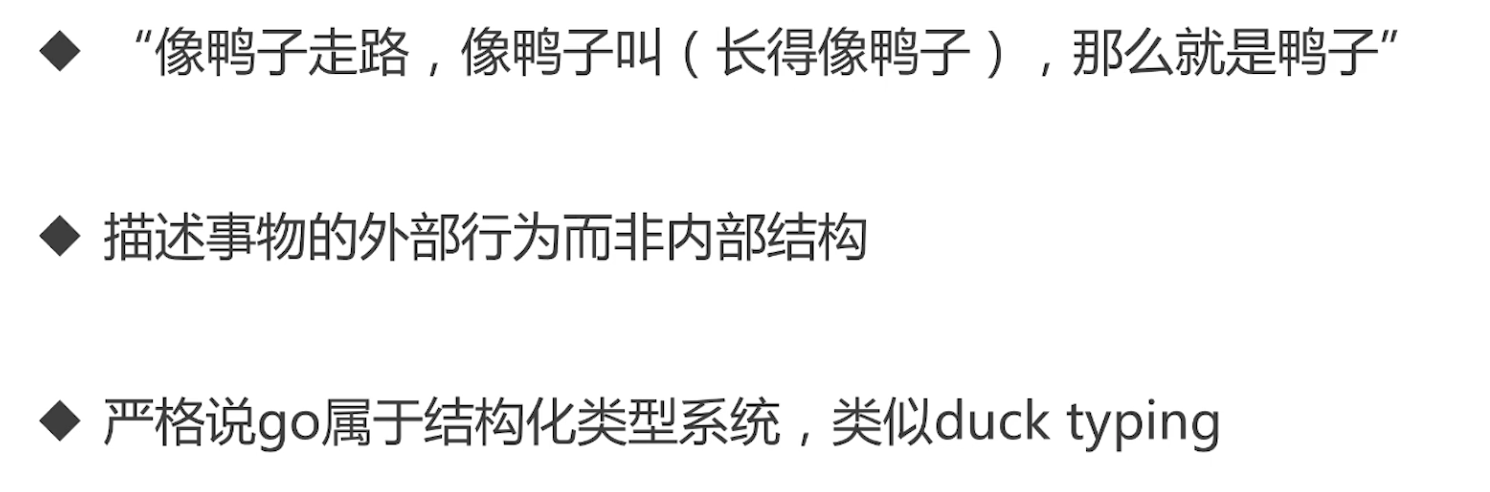 ◆ “像鸭子走路，像鸭子叫（长得像鸭子），那么就是鸭子”
◆ 描述事物的外部行为而非内部结构
◆ 严格说go属于结构化类型系统，类似duck typing